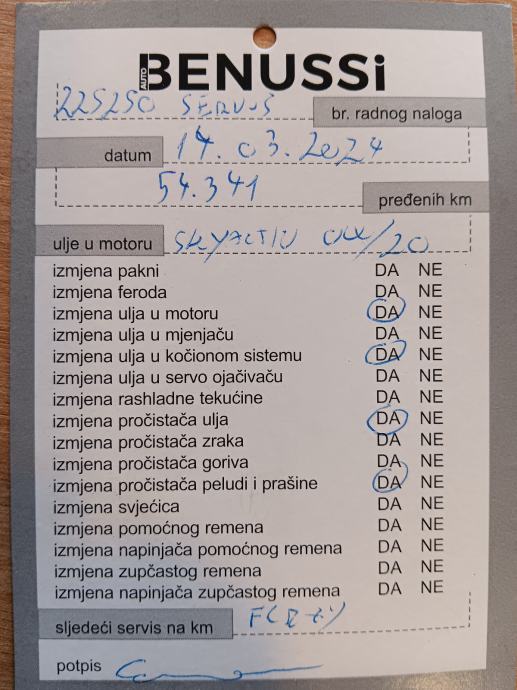 AUTO BENUSSi
225250 SERVIS
br. radnog naloga
datum 14.03.2024
54.341
pređenih km
ulje u motoru SKYACTIV 0W/20
izmjena pakni DA NE
izmjena feroda DA NE
izmjena ulja u motoru DA NE
izmjena ulja u mjenjaču DA NE
izmjena ulja u kočionom sistemu DA NE
izmjena ulja u servo ojačivaču DA NE
izmjena rashladne tekućine DA NE
izmjena pročistača ulja DA NE
izmjena pročistača zraka DA NE
izmjena pročistača goriva DA NE
izmjena pročistača peludi i prašine DA NE
izmjena svjećica DA NE
izmjena pomoćnog remena DA NE
izmjena napinjača pomoćnog remena DA NE
izmjena zupčastog remena DA NE
izmjena napinjača zupčastog remena DA NE
sljedeći servis na km
potpis